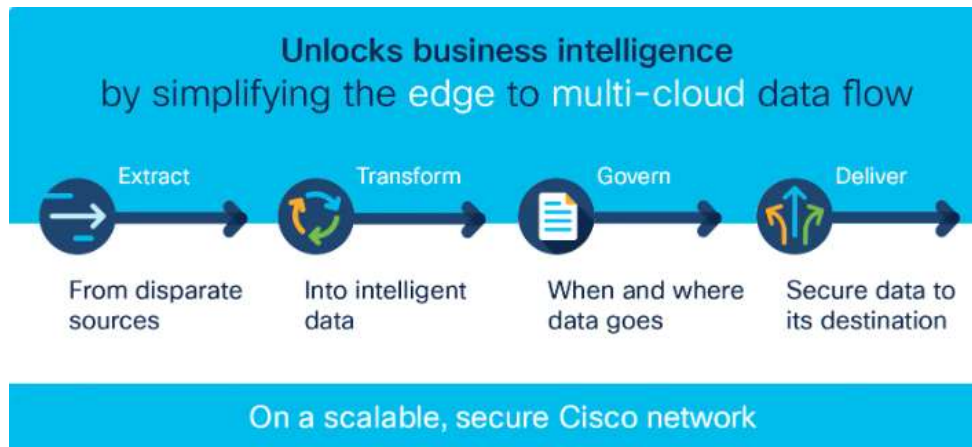 Unlocks business intelligence
by simplifying the edge to multi-cloud data flow
Extract
Transform
Govern
Deliver
From disparate
sources
Into intelligent
data
When and where
data goes
Secure data to
its destination
On a scalable, secure Cisco network